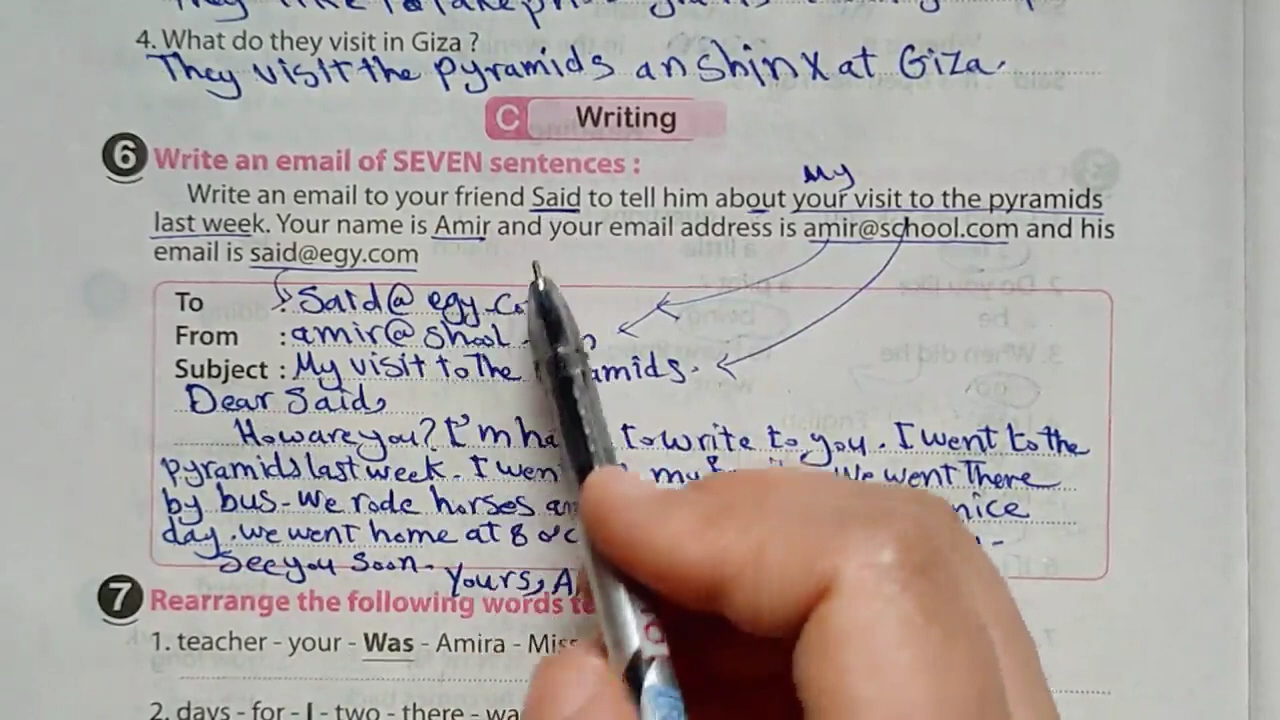 4. What do they visit in Giza ?
They visit the pyramids an shinx at Giza.
C Writing
6 Write an email of SEVEN sentences :
My
Write an email to your friend Said to tell him about your visit to the pyramids
last week. Your name is Amir and your email address is amir@school.com and his
email is said@egy.com
To : Said@egy.co
From : amir@shool
Subject : My visit to The amids.
Dear Said,
How are you? I'm ha to write to you. I went to the
pyramids last week. I wen my We went There
by bus. We rode horses an nice
day. we went home at 8 o'c
See you soon.
Yours, A
7 Rearrange the following words t
1. teacher - your - Was - Amira - Miss
2. days - for - I - two - there - wa